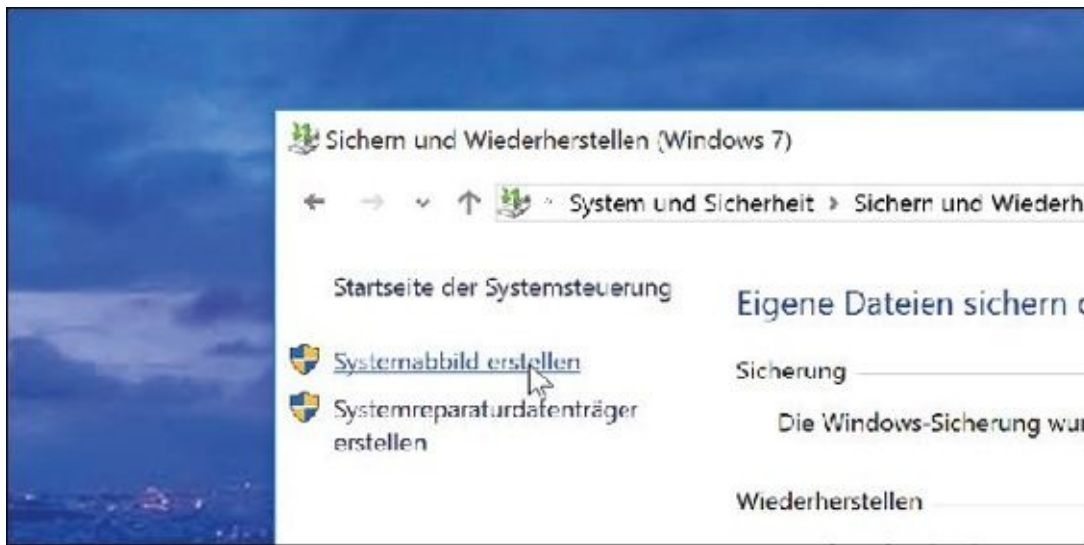 Sichern und Wiederherstellen (Windows 7)
System und Sicherheit › Sichern und Wiederh
Startseite der Systemsteuerung
Eigene Dateien sichern
Systemabbild erstellen
Sicherung
Systemreparaturdatenträger
erstellen
Die Windows-Sicherung wur
Wiederherstellen